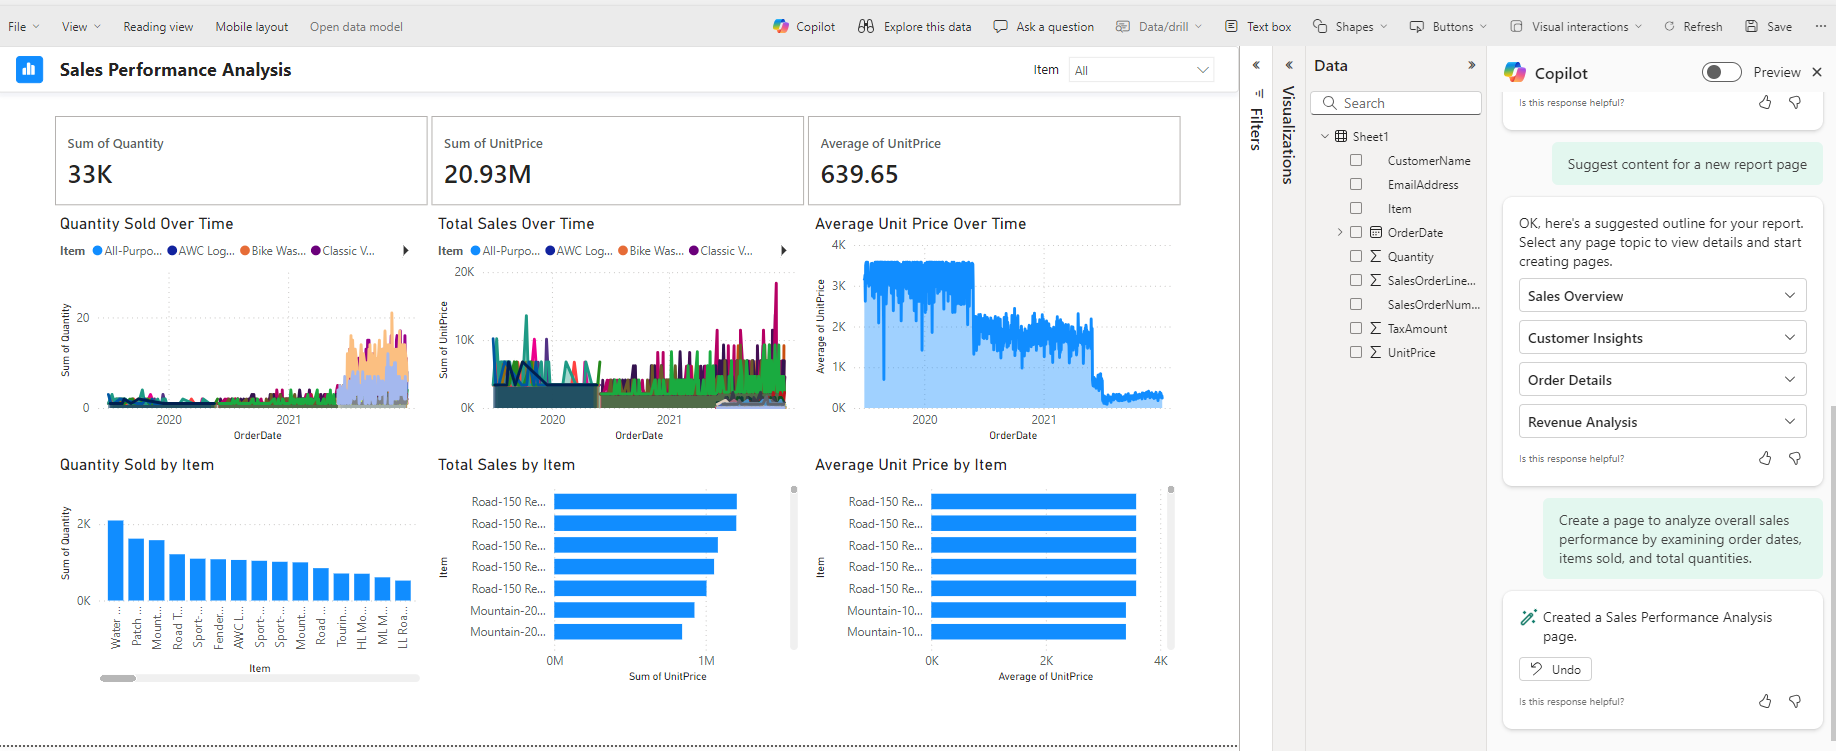 File
View
Reading view
Mobile layout
Open data model
Copilot
Explore this data
Ask a question
Data/drill
Text box
Shapes
Buttons
Visual interactions
Refresh
Save
Sales Performance Analysis
Item
All
Sum of Quantity
33K
Sum of UnitPrice
20.93M
Average of UnitPrice
639.65
Quantity Sold Over Time
Item All-Purpo... AWC Log... Bike Was... Classic V...
Sum of Quantity
20
0
2020 2021
OrderDate
Total Sales Over Time
Item All-Purpo... AWC Log... Bike Was... Classic V...
Sum of UnitPrice
20K
10K
0K
2020 2021
OrderDate
Average Unit Price Over Time
Average of UnitPrice
4K
3K
2K
1K
0K
2020 2021
OrderDate
Quantity Sold by Item
Sum of Quantity
2K
0K
Water ...
Patch ...
Mount...
Road T...
Sport-...
Fender...
AWC L...
Sport-...
Sport-...
Mount...
Road ...
Tourin...
HL Mo...
ML M...
LL Roa...
Item
Total Sales by Item
Item
Road-150 Re...
Road-150 Re...
Road-150 Re...
Road-150 Re...
Road-150 Re...
Mountain-20...
Mountain-20...
0M 1M
Sum of UnitPrice
Average Unit Price by Item
Item
Road-150 Re...
Road-150 Re...
Road-150 Re...
Road-150 Re...
Road-150 Re...
Mountain-10...
Mountain-10...
0K 2K 4K
Average of UnitPrice
Filters
Visualizations
Data
Search
Sheet1
CustomerName
EmailAddress
Item
OrderDate
Quantity
SalesOrderLine...
SalesOrderNum...
TaxAmount
UnitPrice
Copilot
Preview
Is this response helpful?
Suggest content for a new report page
OK, here's a suggested outline for your report.
Select any page topic to view details and start
creating pages.
Sales Overview
Customer Insights
Order Details
Revenue Analysis
Is this response helpful?
Create a page to analyze overall sales
performance by examining order dates,
items sold, and total quantities.
Created a Sales Performance Analysis
page.
Undo
Is this response helpful?